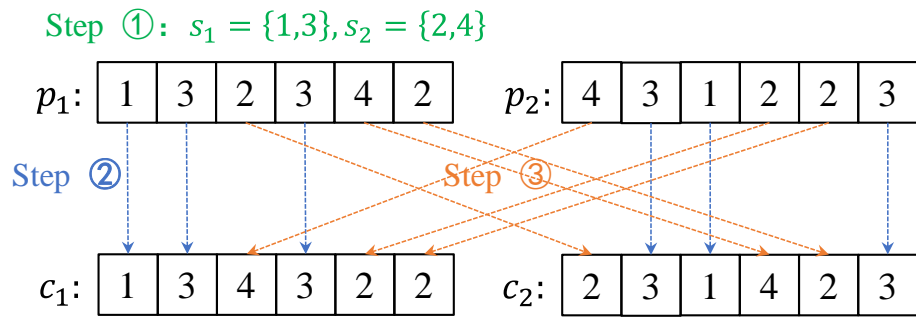 Step ①: s₁ = {1,3}, s₂ = {2,4}
p₁: 1 3 2 3 4 2 p₂: 4 3 1 2 2 3
Step ② Step ③
c₁: 1 3 4 3 2 2 c₂: 2 3 1 4 2 3